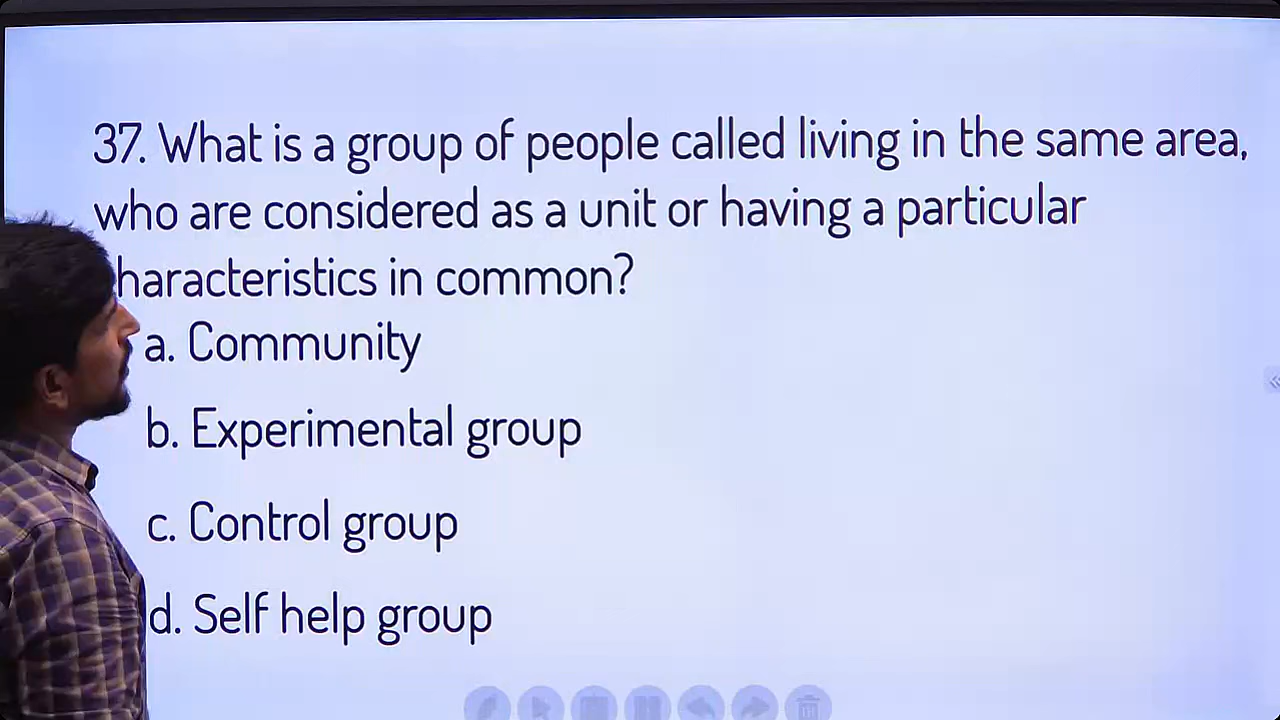 37. What is a group of people called living in the same area,
who are considered as a unit or having a particular
haracteristics in common?
a. Community
b. Experimental group
c. Control group
d. Self help group